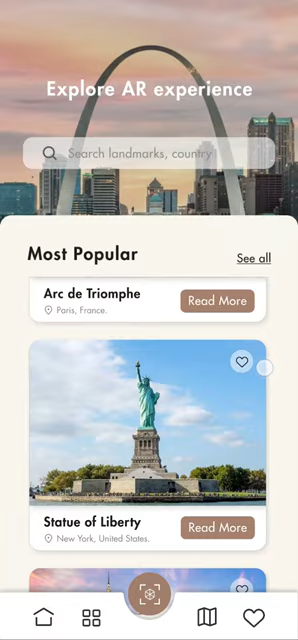 Explore AR experience
Search landmarks, country
Most Popular
See all
Arc de Triomphe
Read More
Paris, France.
Statue of Liberty
Read More
New York, United States.